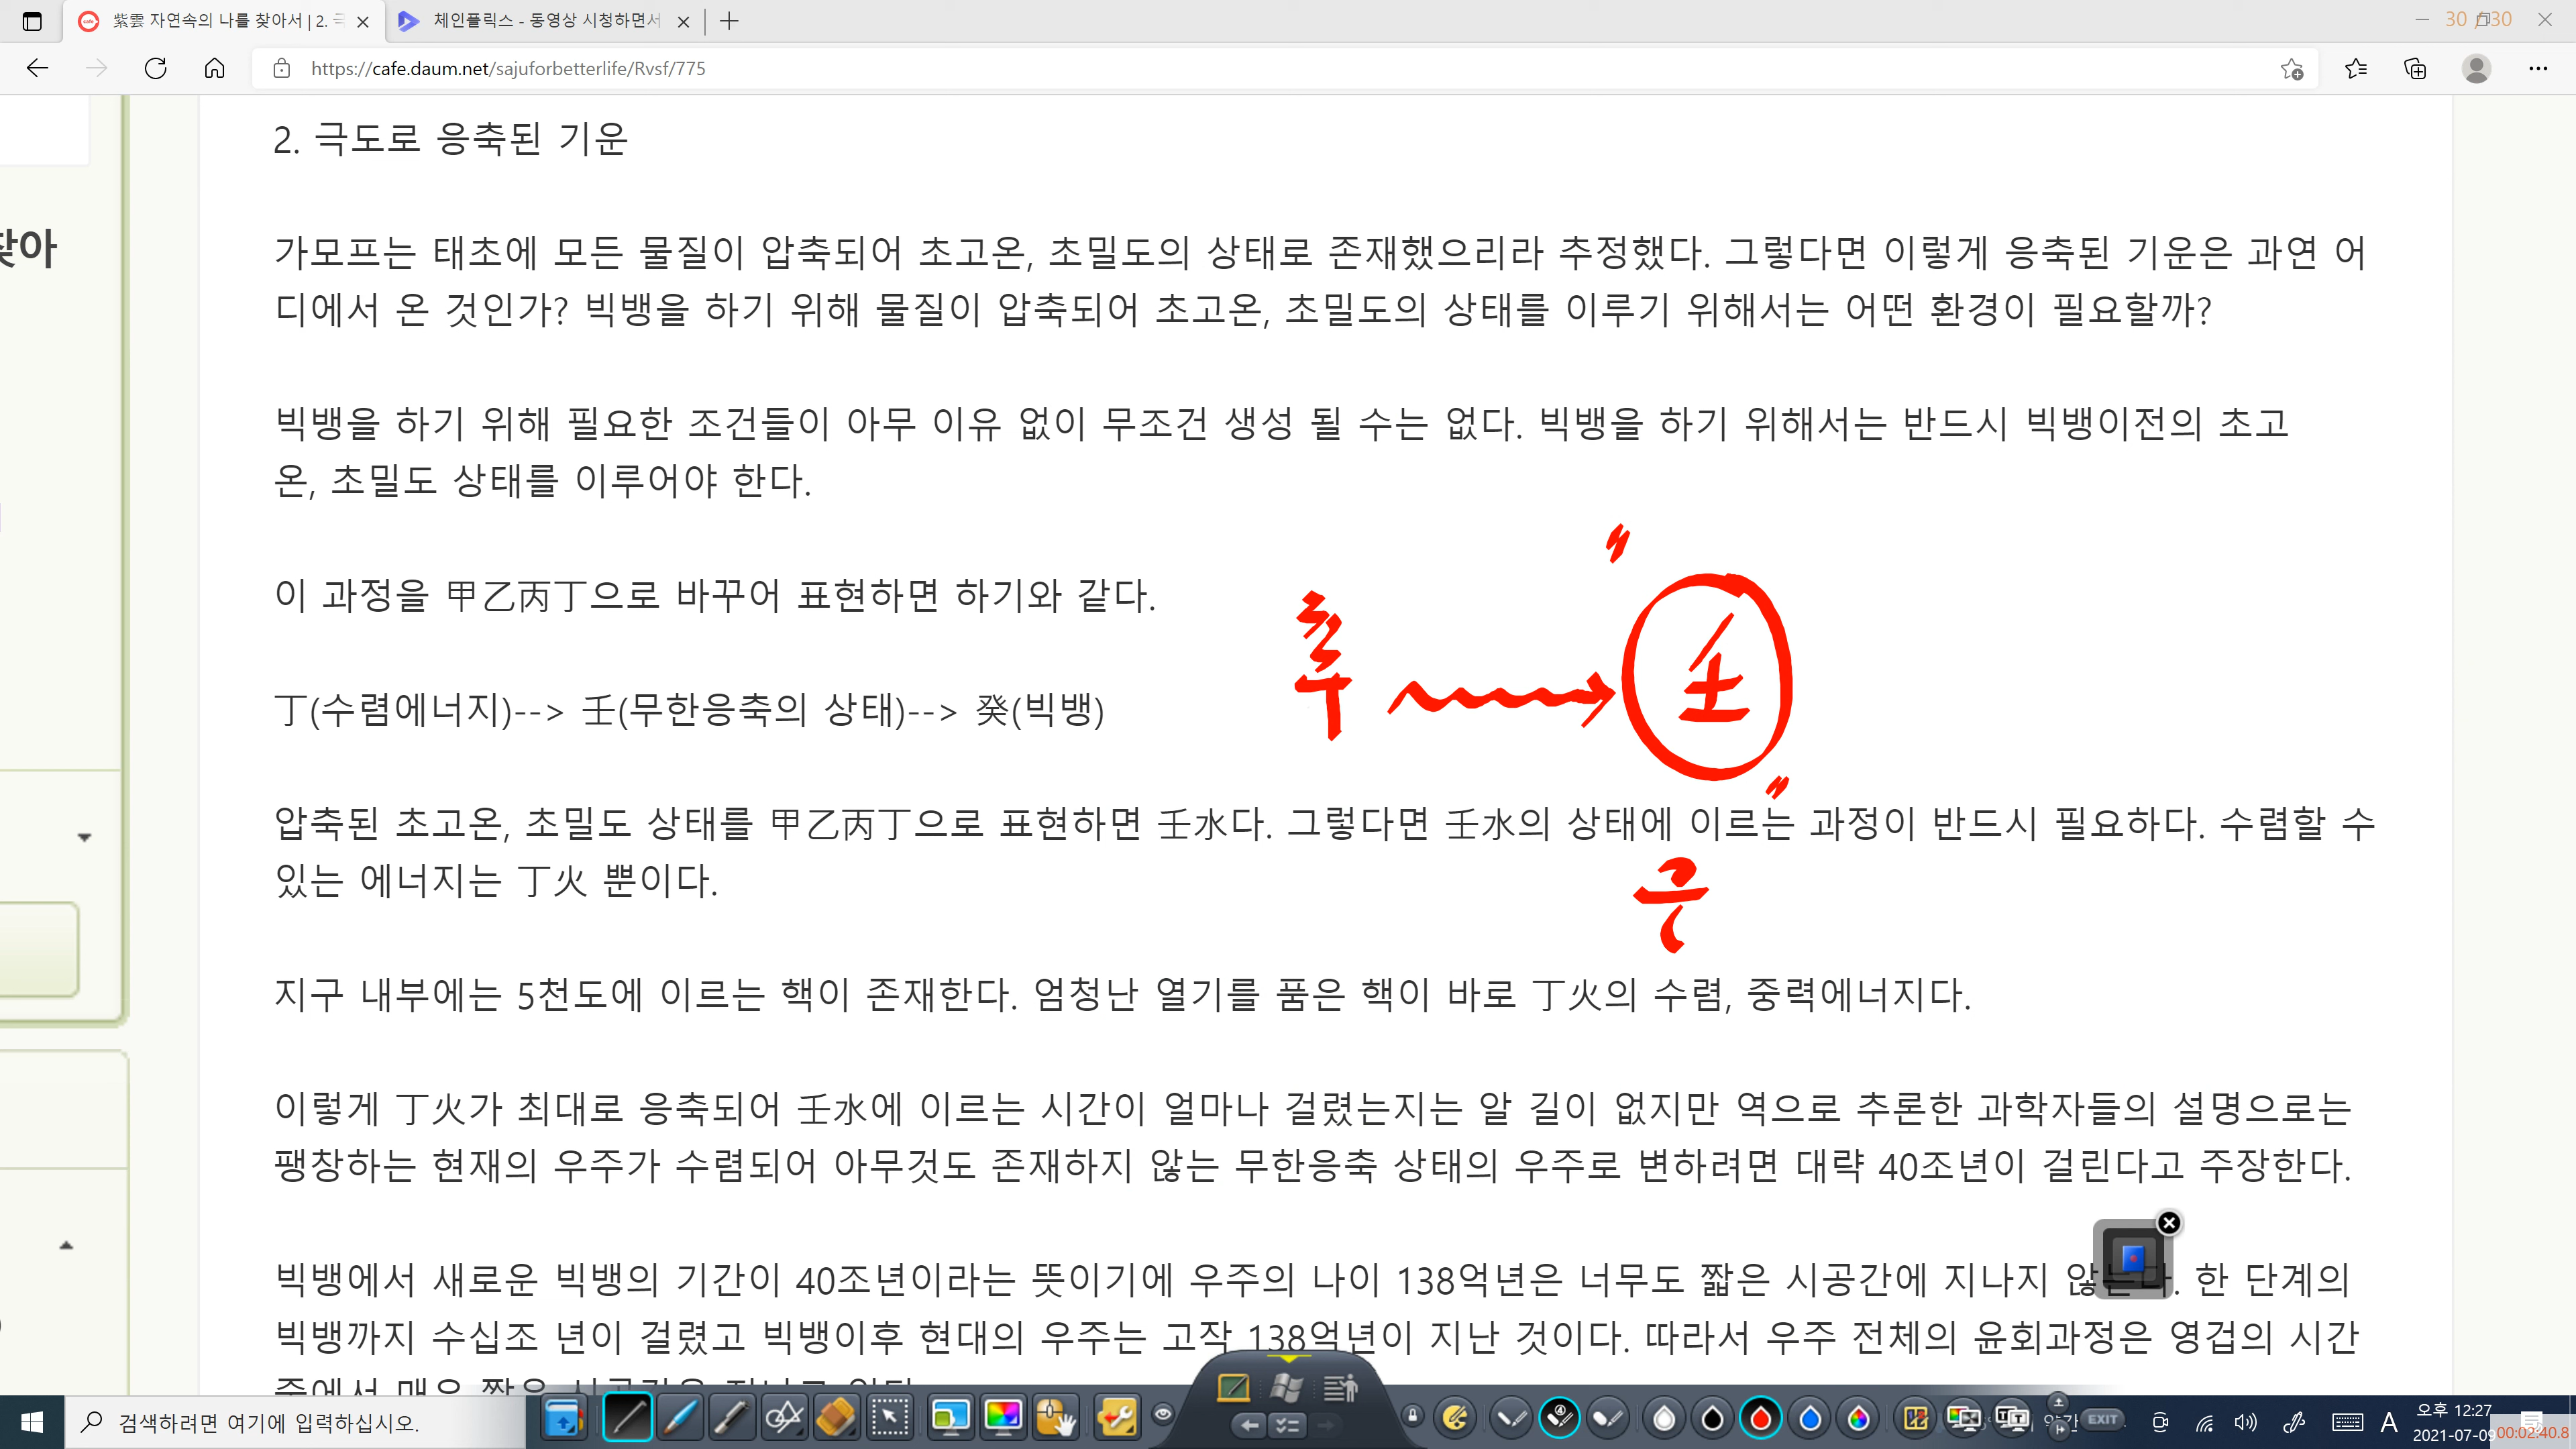 紫雲 자연속의 나를 찾아서 | 2. 극
체인플릭스 - 동영상 시청하면서
30 / 30
https://cafe.daum.net/sajuforbetterlife/Rvsf/775
찾아
2. 극도로 응축된 기운
가모프는 태초에 모든 물질이 압축되어 초고온, 초밀도의 상태로 존재했으리라 추정했다. 그렇다면 이렇게 응축된 기운은 과연 어
디에서 온 것인가? 빅뱅을 하기 위해 물질이 압축되어 초고온, 초밀도의 상태를 이루기 위해서는 어떤 환경이 필요할까?
빅뱅을 하기 위해 필요한 조건들이 아무 이유 없이 무조건 생성 될 수는 없다. 빅뱅을 하기 위해서는 반드시 빅뱅이전의 초고
온, 초밀도 상태를 이루어야 한다.
이 과정을 甲乙丙丁으로 바꾸어 표현하면 하기와 같다.
丁(수렴에너지)--> 壬(무한응축의 상태)--> 癸(빅뱅)
壬
압축된 초고온, 초밀도 상태를 甲乙丙丁으로 표현하면 壬水다. 그렇다면 壬水의 상태에 이르는 과정이 반드시 필요하다. 수렴할 수
있는 에너지는 丁火 뿐이다.
지구 내부에는 5천도에 이르는 핵이 존재한다. 엄청난 열기를 품은 핵이 바로 丁火의 수렴, 중력에너지다.
이렇게 丁火가 최대로 응축되어 壬水에 이르는 시간이 얼마나 걸렸는지는 알 길이 없지만 역으로 추론한 과학자들의 설명으로는
팽창하는 현재의 우주가 수렴되어 아무것도 존재하지 않는 무한응축 상태의 우주로 변하려면 대략 40조년이 걸린다고 주장한다.
빅뱅에서 새로운 빅뱅의 기간이 40조년이라는 뜻이기에 우주의 나이 138억년은 너무도 짧은 시공간에 지나지 않는다. 한 단계의
빅뱅까지 수십조 년이 걸렸고 빅뱅이후 현대의 우주는 고작 138억년이 지난 것이다. 따라서 우주 전체의 윤회과정은 영겁의 시간
검색하려면 여기에 입력하십시오.
EXIT
A
오후 12:27
2021-07-09
00:02:40.8